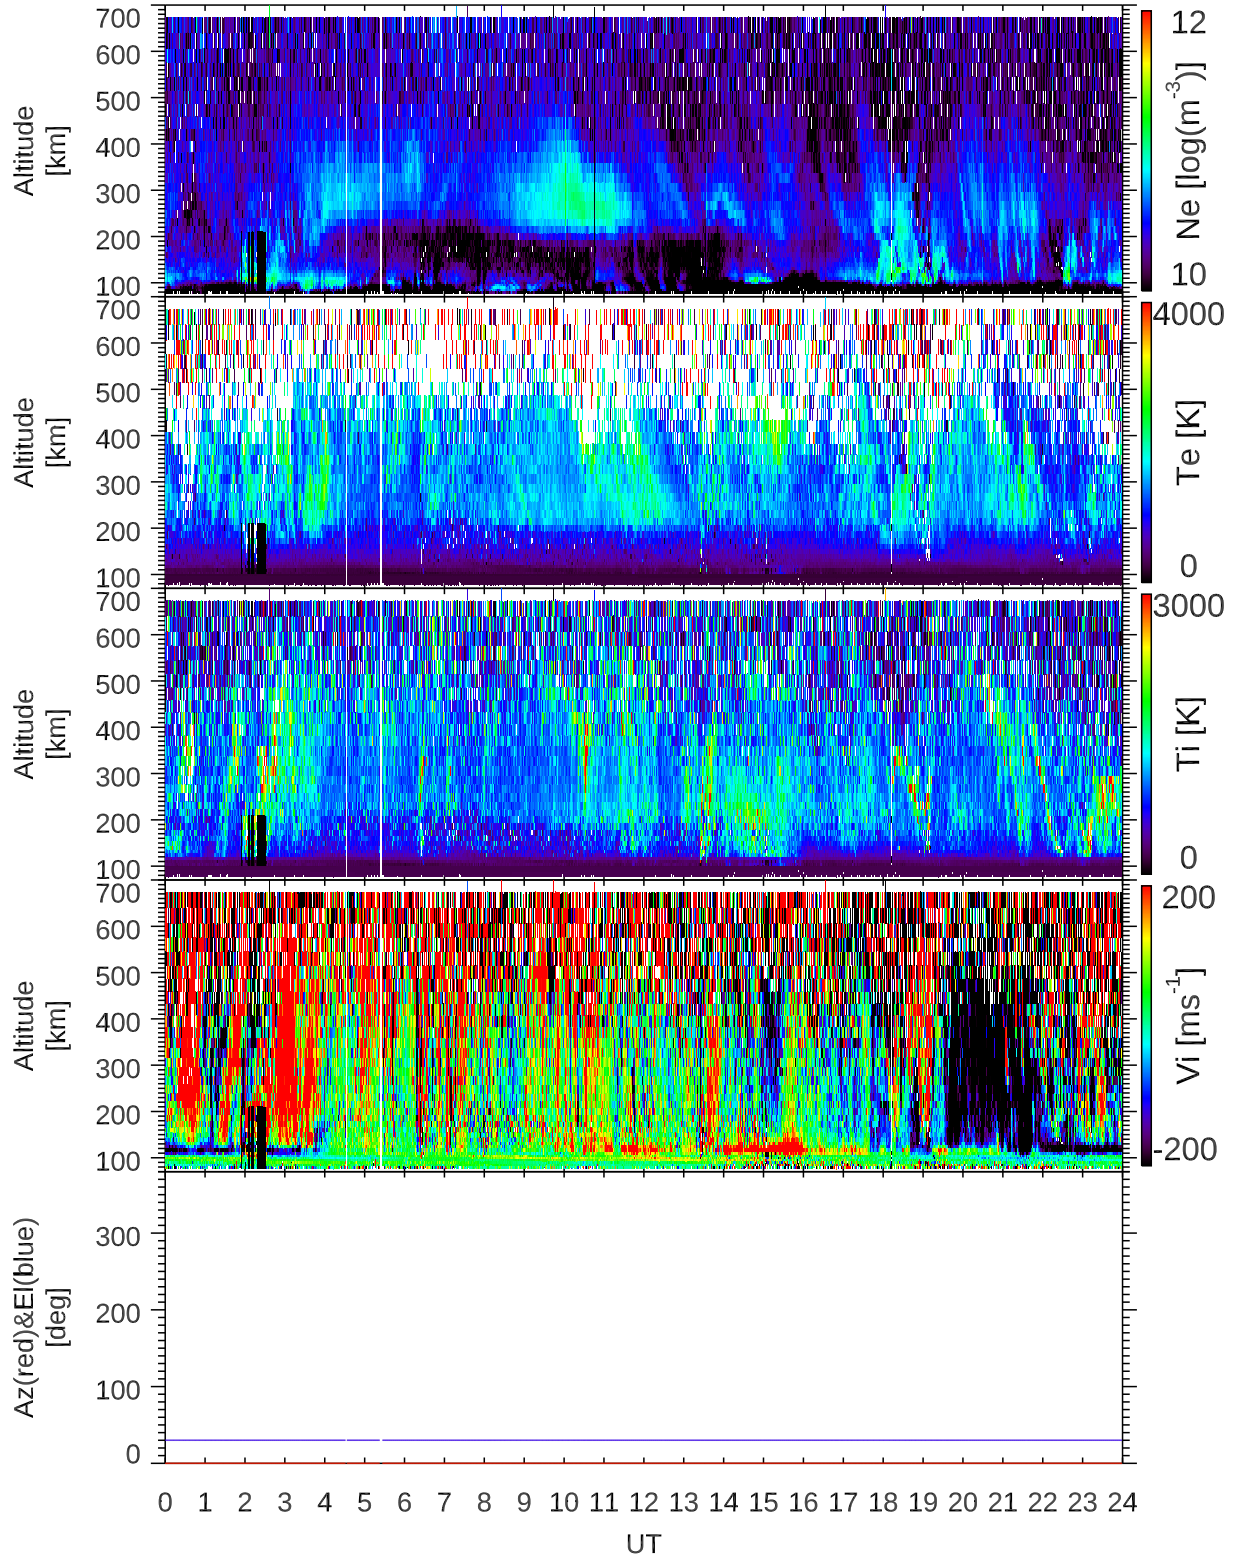 700
600
500
400
300
200
100
Altitude
[km]
12
10
Ne [log(m⁻³)]
700
600
500
400
300
200
100
Altitude
[km]
4000
0
Te [K]
700
600
500
400
300
200
100
Altitude
[km]
3000
0
Ti [K]
700
600
500
400
300
200
100
Altitude
[km]
200
-200
Vi [ms⁻¹]
300
200
100
0
Az(red)&El(blue)
[deg]
0 1 2 3 4 5 6 7 8 9 10 11 12 13 14 15 16 17 18 19 20 21 22 23 24
UT